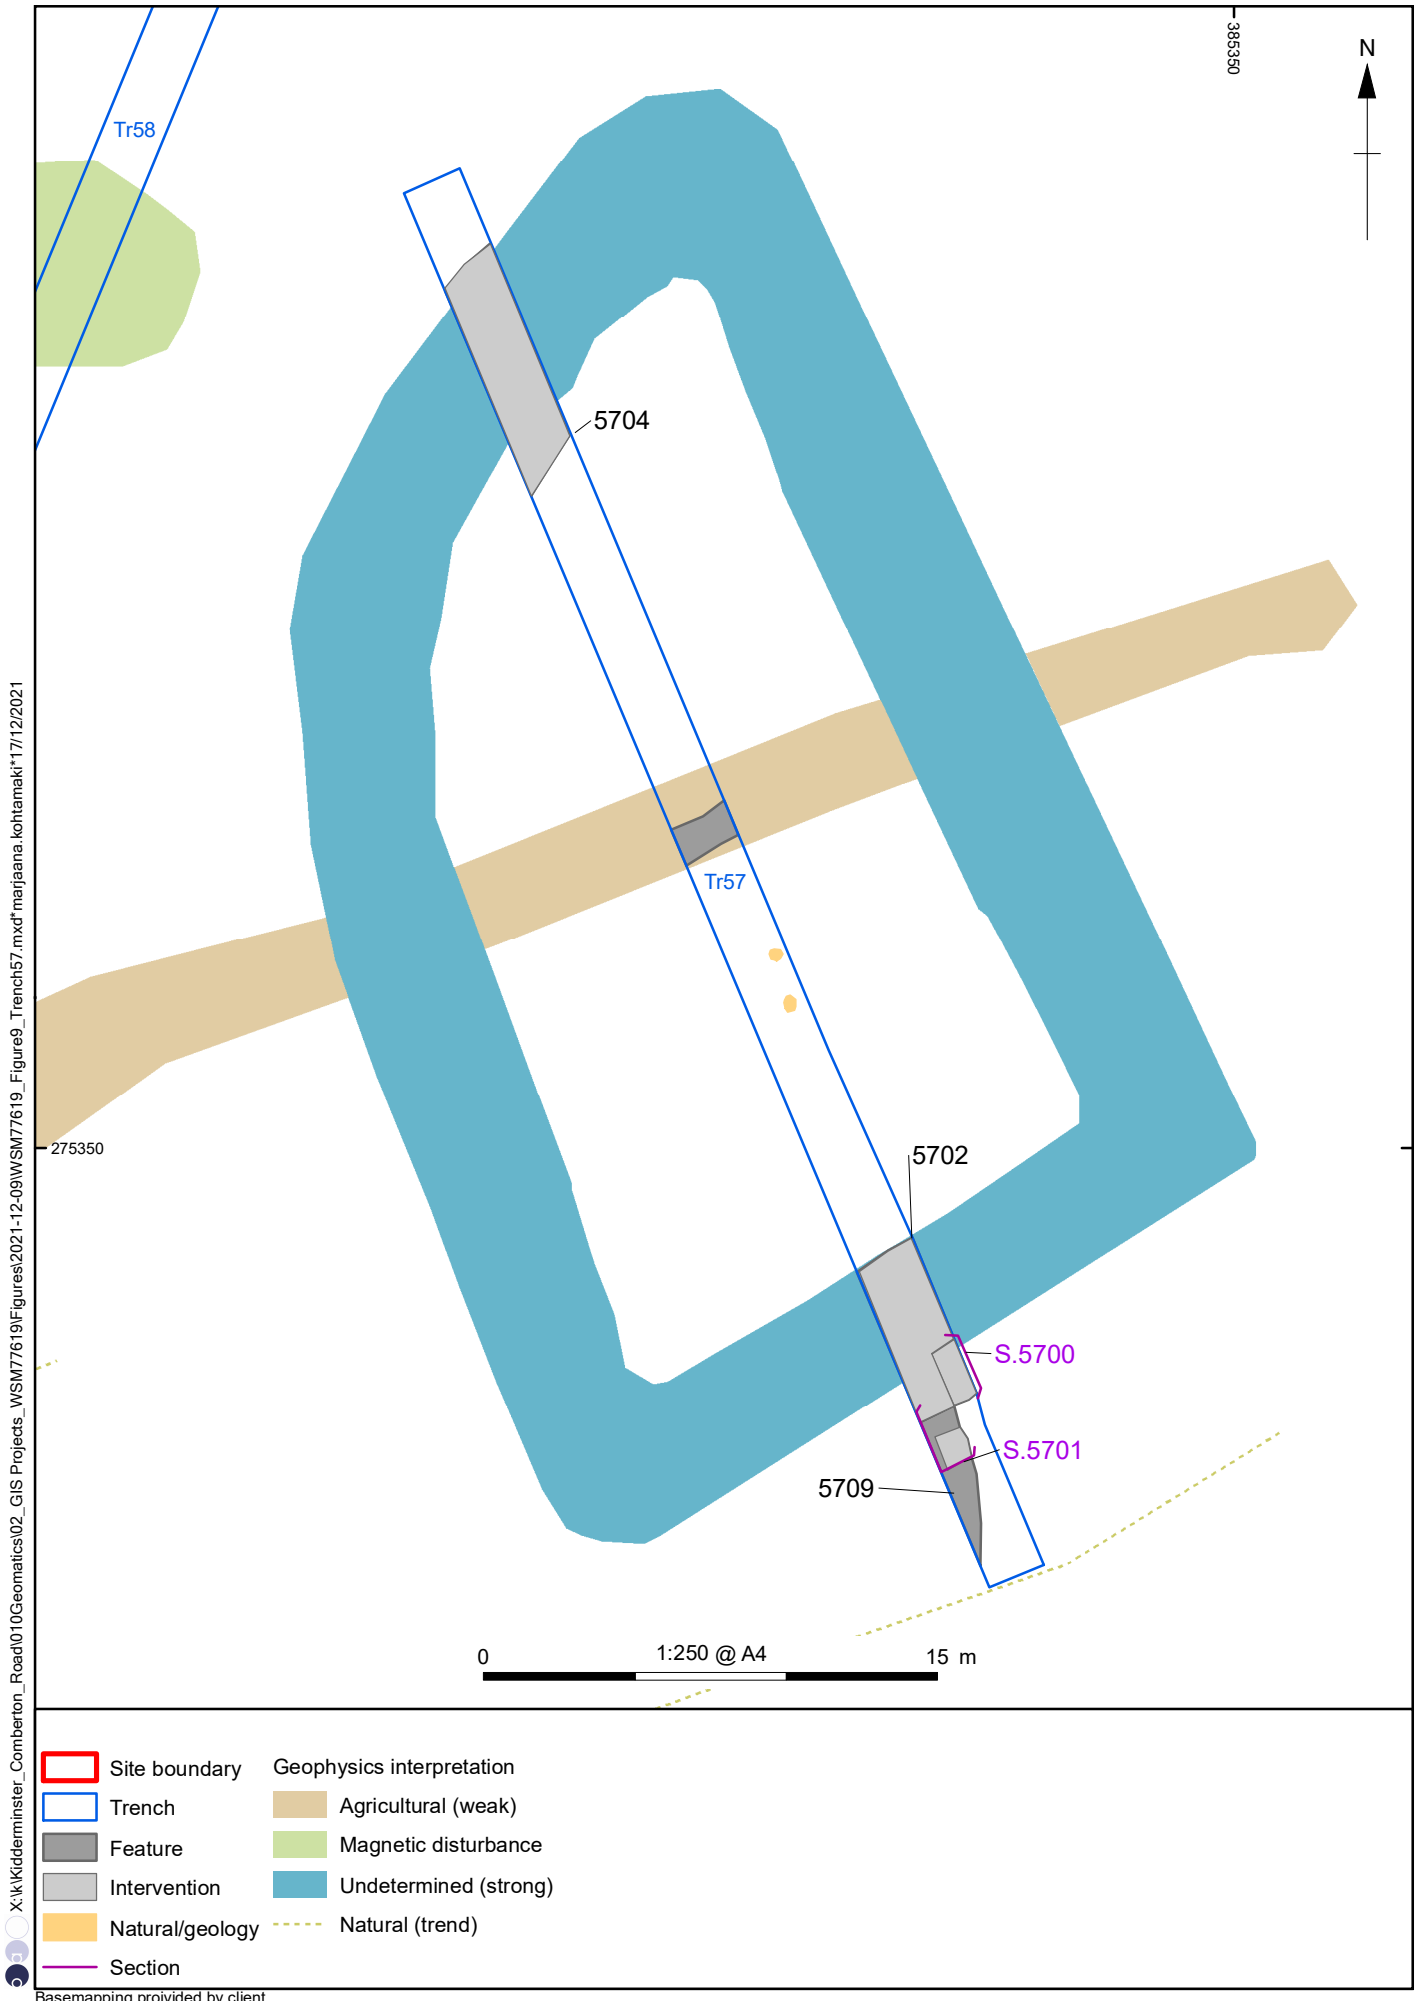 385350
N
Tr58
5704
Tr57
275350
5702
S.5700
S.5701
5709
0 1:250 @ A4 15 m
X:\k\Kidderminster_Comberton_Road\010Geomatics\02_GIS Projects_WSM77619\Figures\2021-12-09\WSM77619_Figure9_Trench57.mxd*marjaana.kohtamaki*17/12/2021
Site boundary
Trench
Feature
Intervention
Natural/geology
Section
Geophysics interpretation
Agricultural (weak)
Magnetic disturbance
Undetermined (strong)
Natural (trend)
Basemapping proivided by client